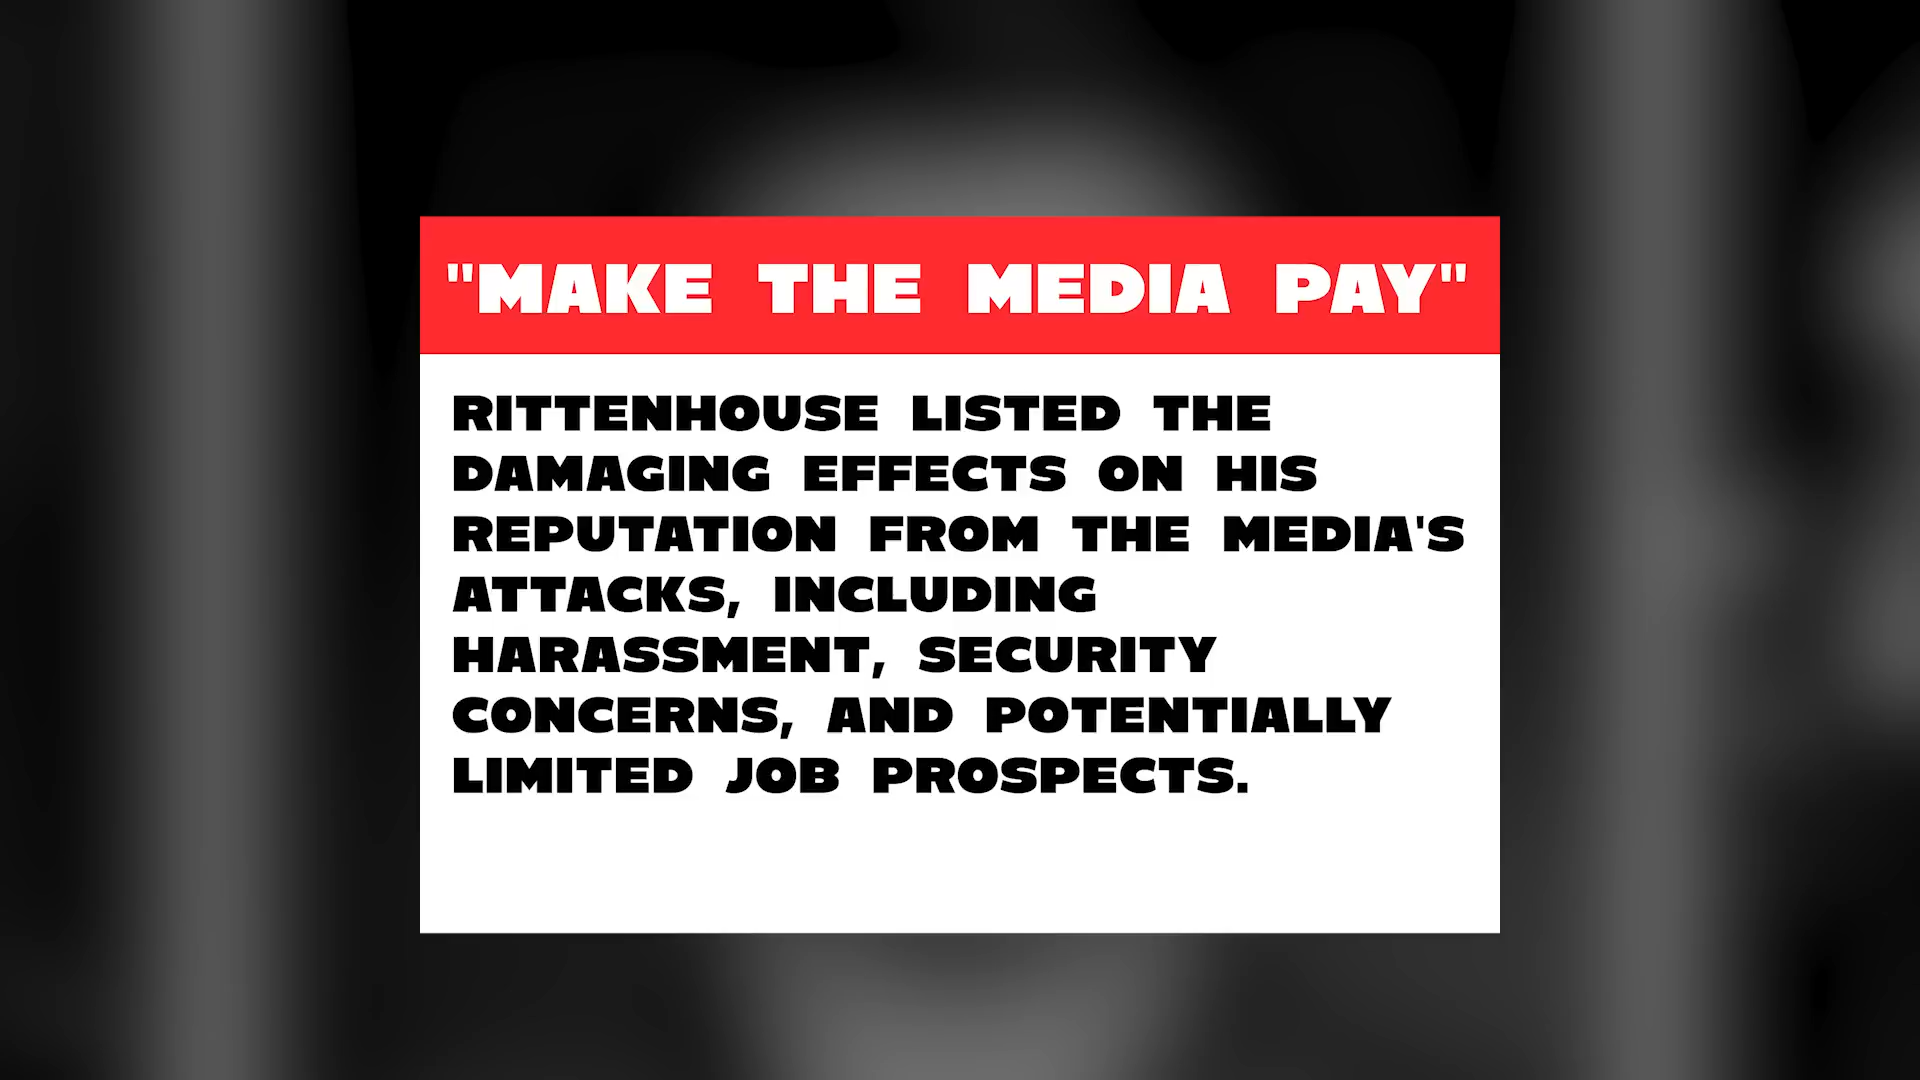 "MAKE THE MEDIA PAY"
RITTENHOUSE LISTED THE
DAMAGING EFFECTS ON HIS
REPUTATION FROM THE MEDIA'S
ATTACKS, INCLUDING
HARASSMENT, SECURITY
CONCERNS, AND POTENTIALLY
LIMITED JOB PROSPECTS.